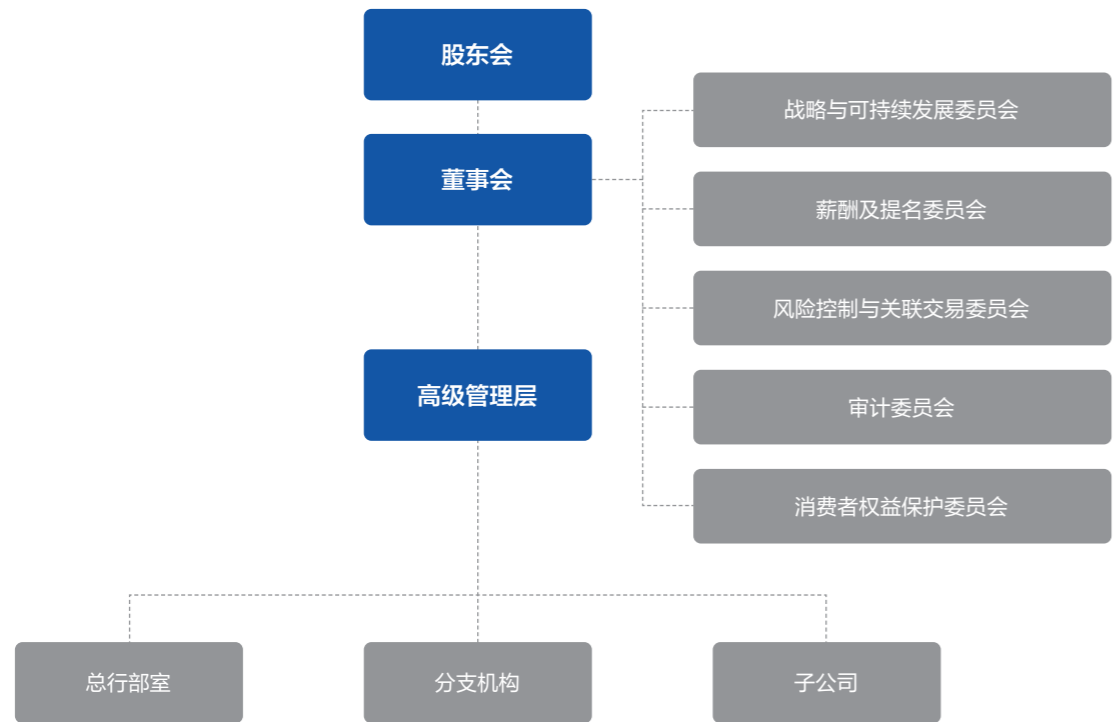 股东会
董事会
战略与可持续发展委员会
薪酬及提名委员会
风险控制与关联交易委员会
审计委员会
消费者权益保护委员会
高级管理层
总行部室
分支机构
子公司